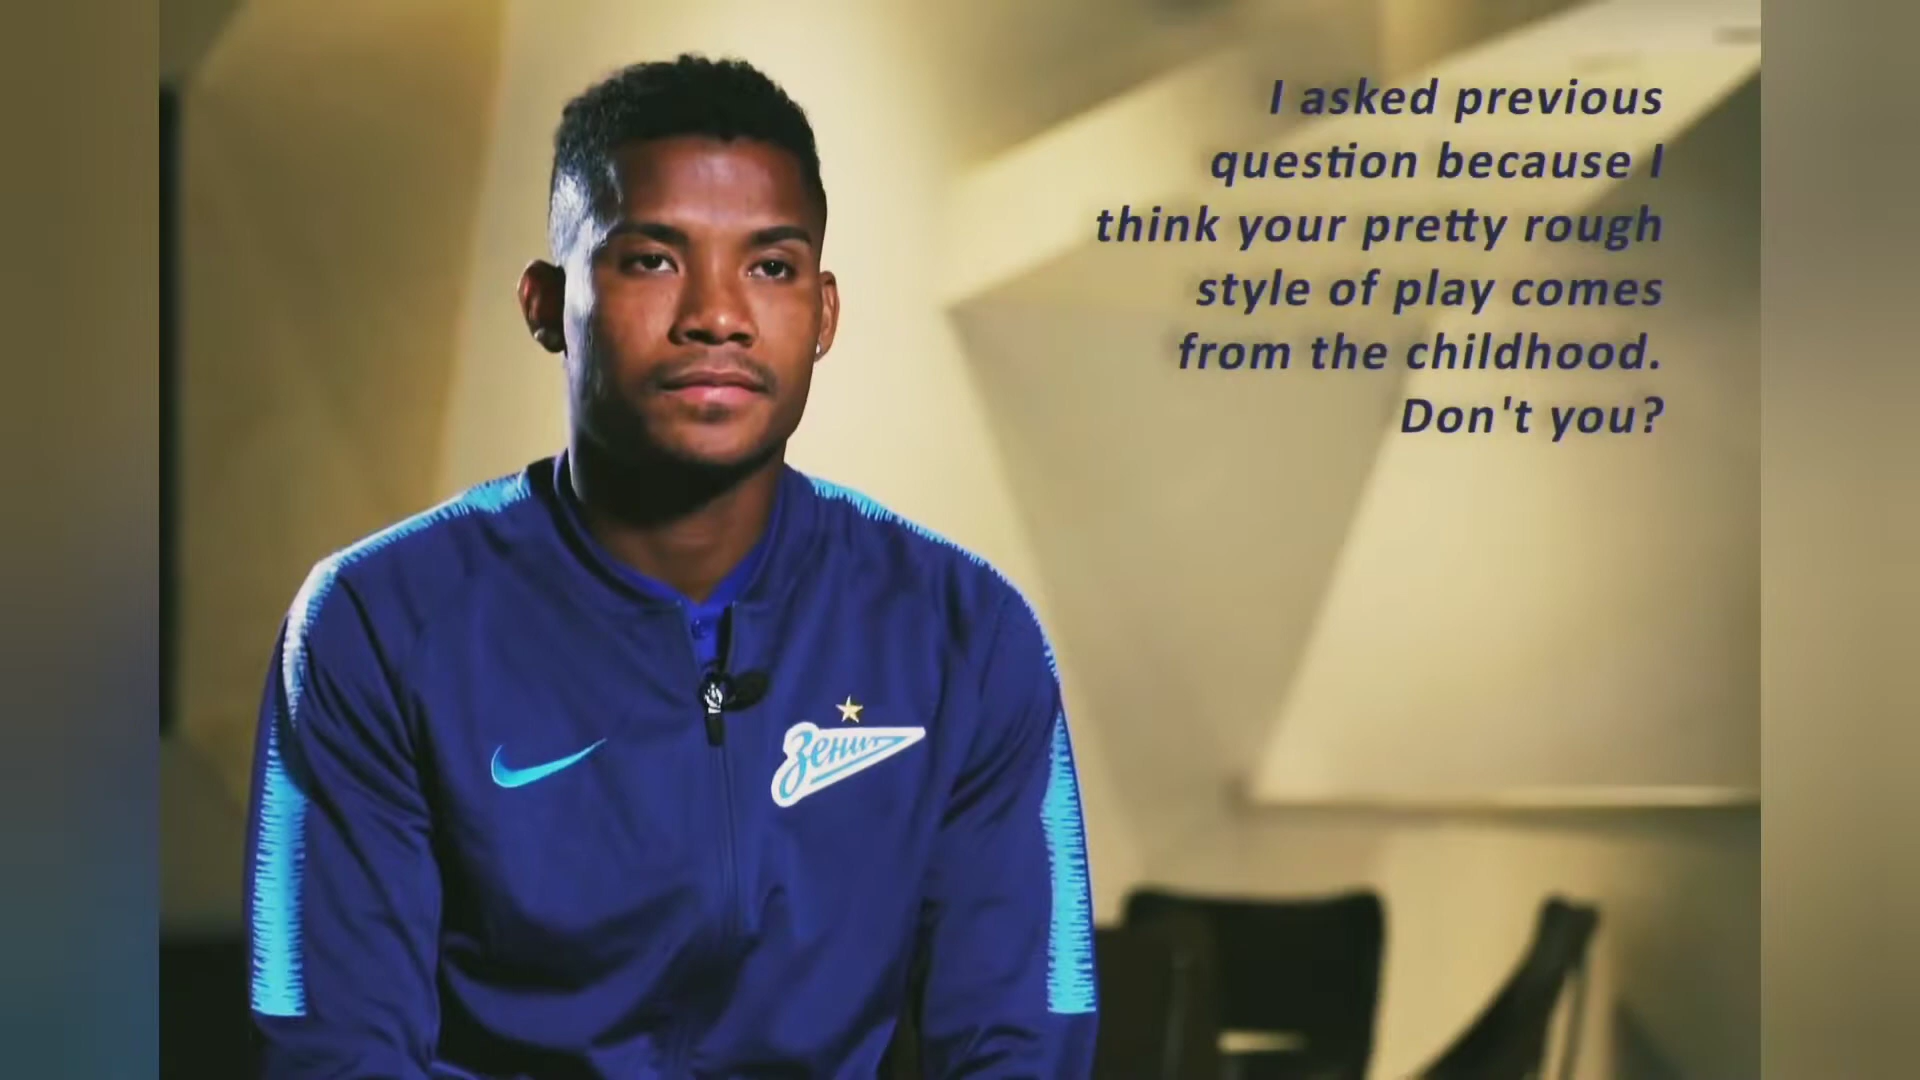 I asked previous
question because I
think your pretty rough
style of play comes
from the childhood.
Don't you?
Зенит